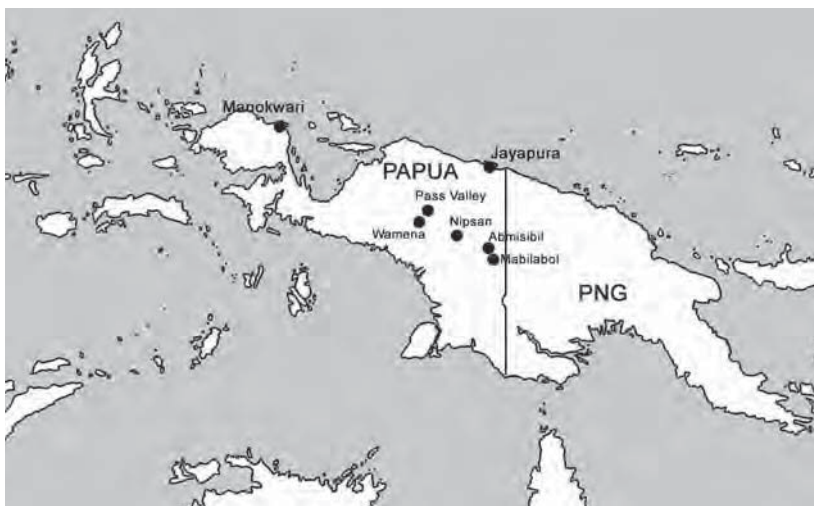 Manokwari
Jayapura
PAPUA
Pass Valley
Wamena
Nipsan
Abmisibil
Mabilabol
PNG